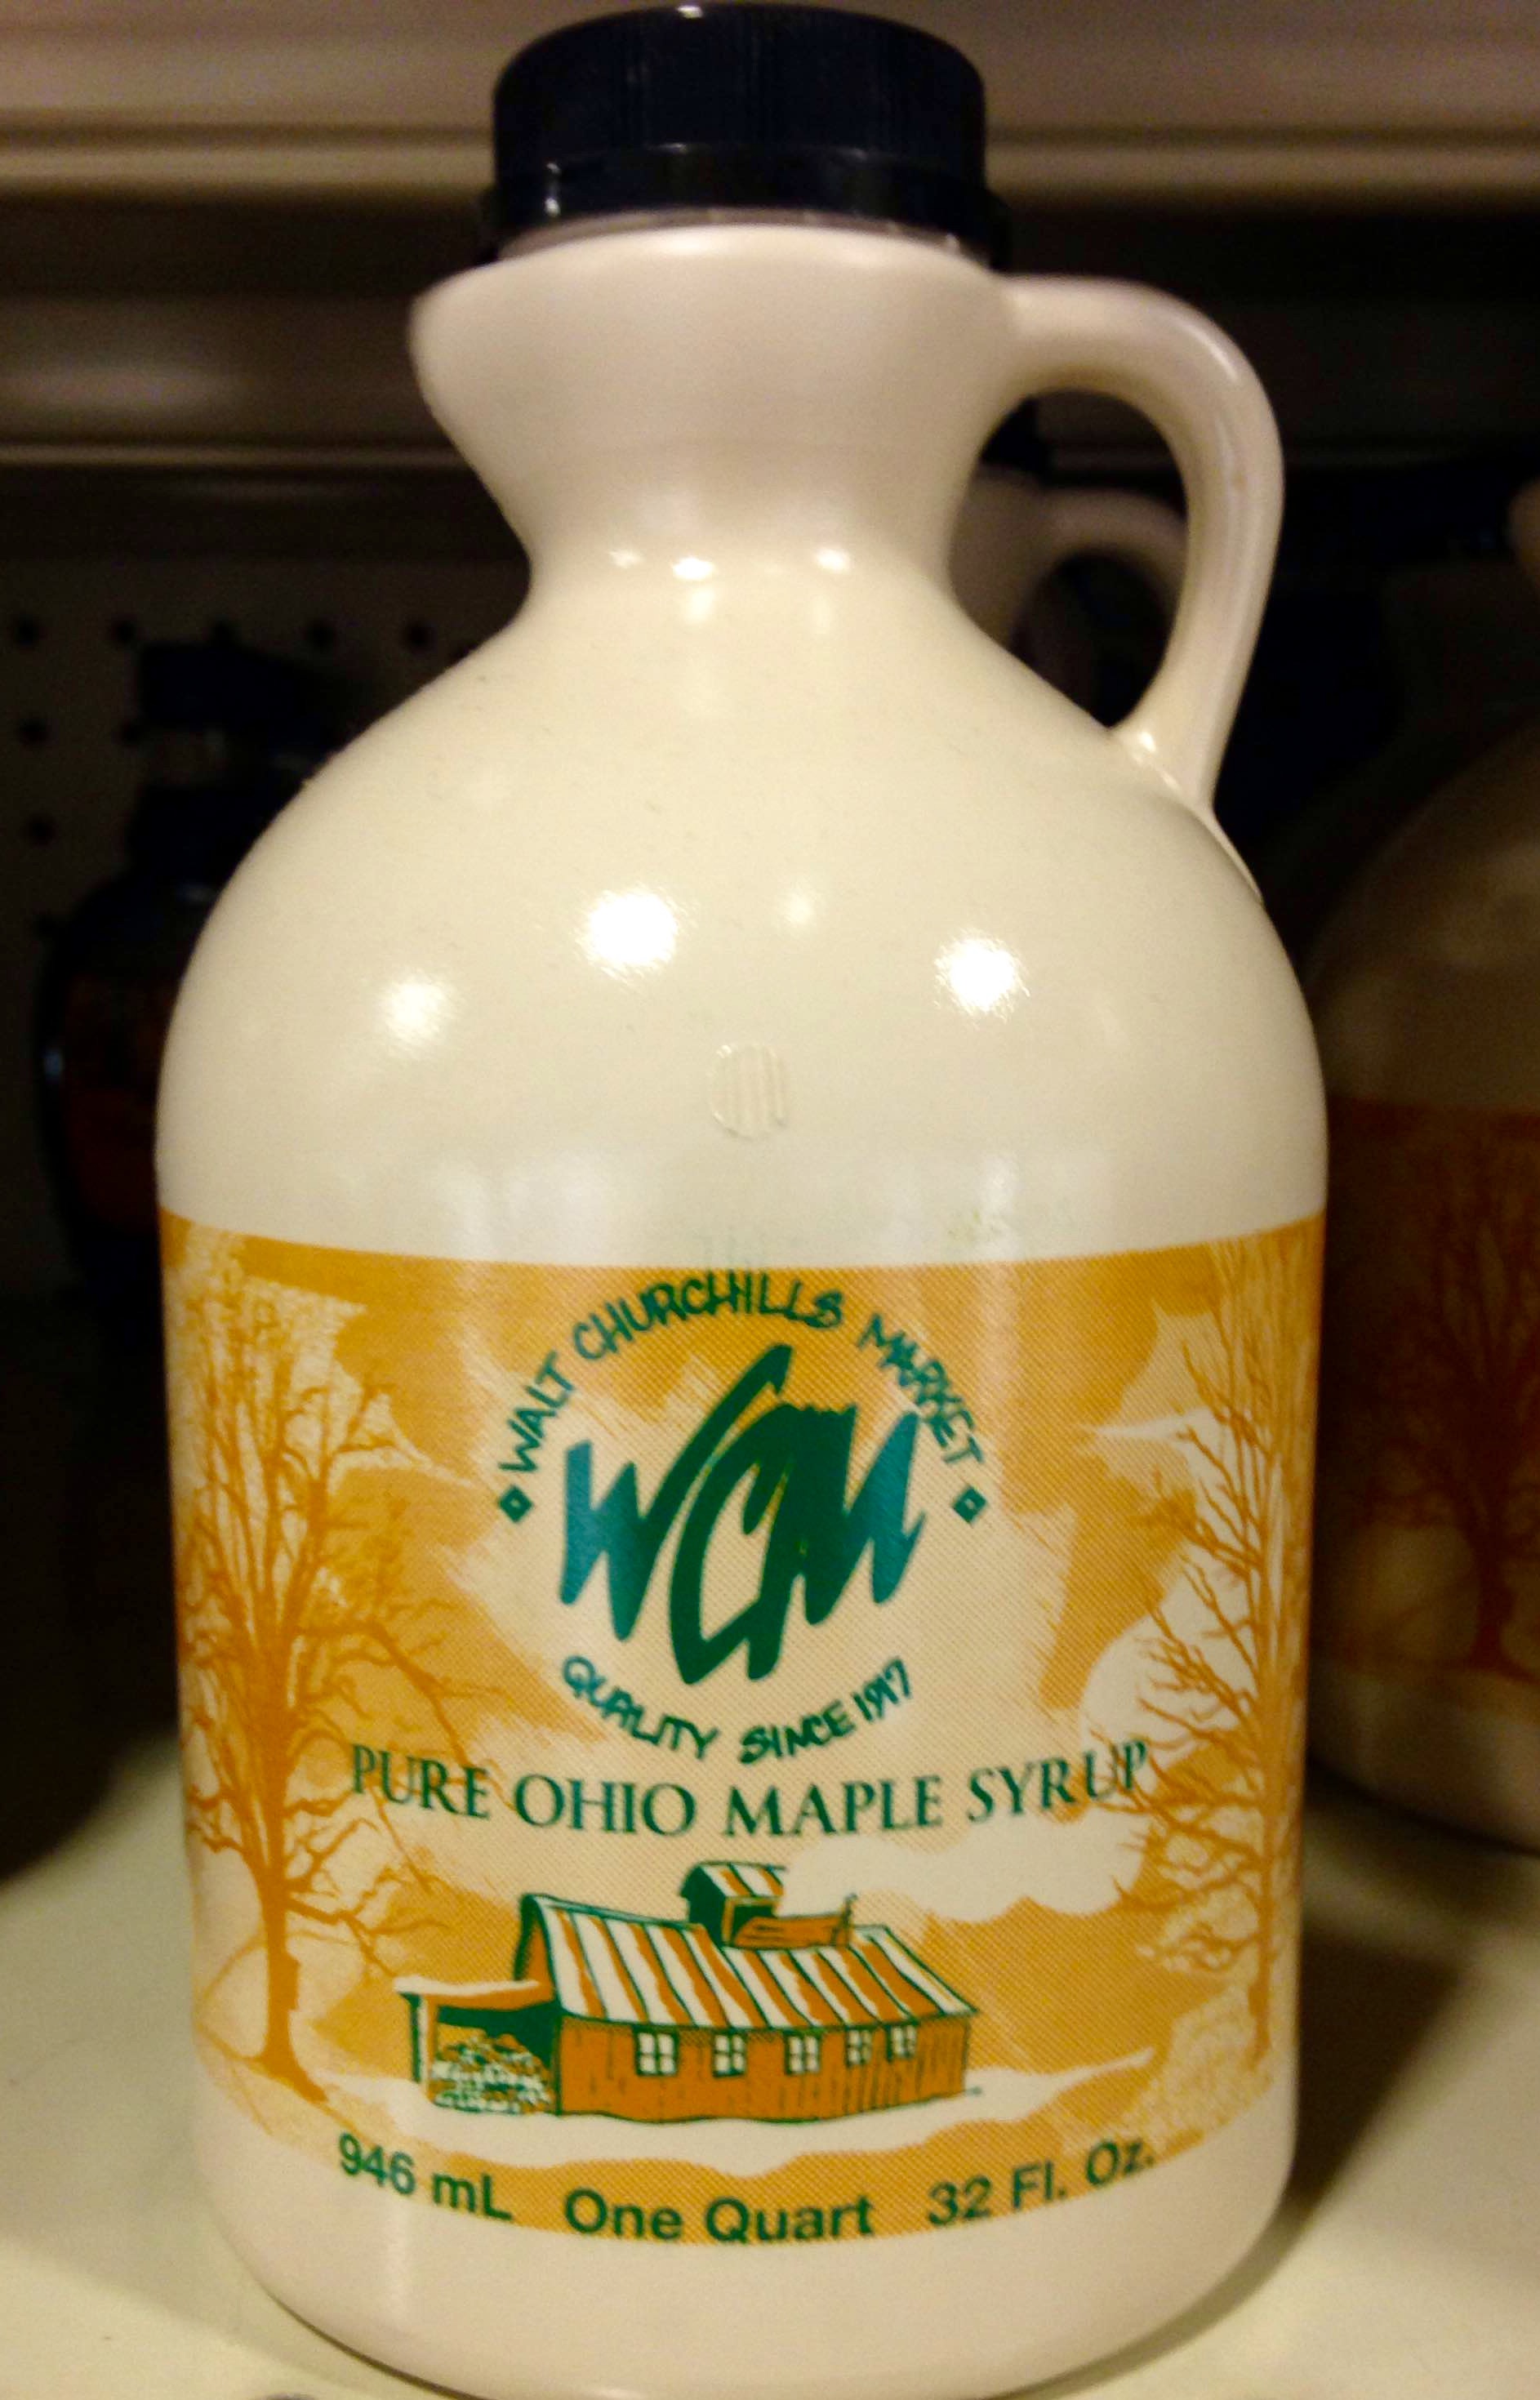 WALT CHURCHILLS MARKET
WCM
QUALITY SINCE 1917
PURE OHIO MAPLE SYRUP
946 mL One Quart 32 Fl. Oz.